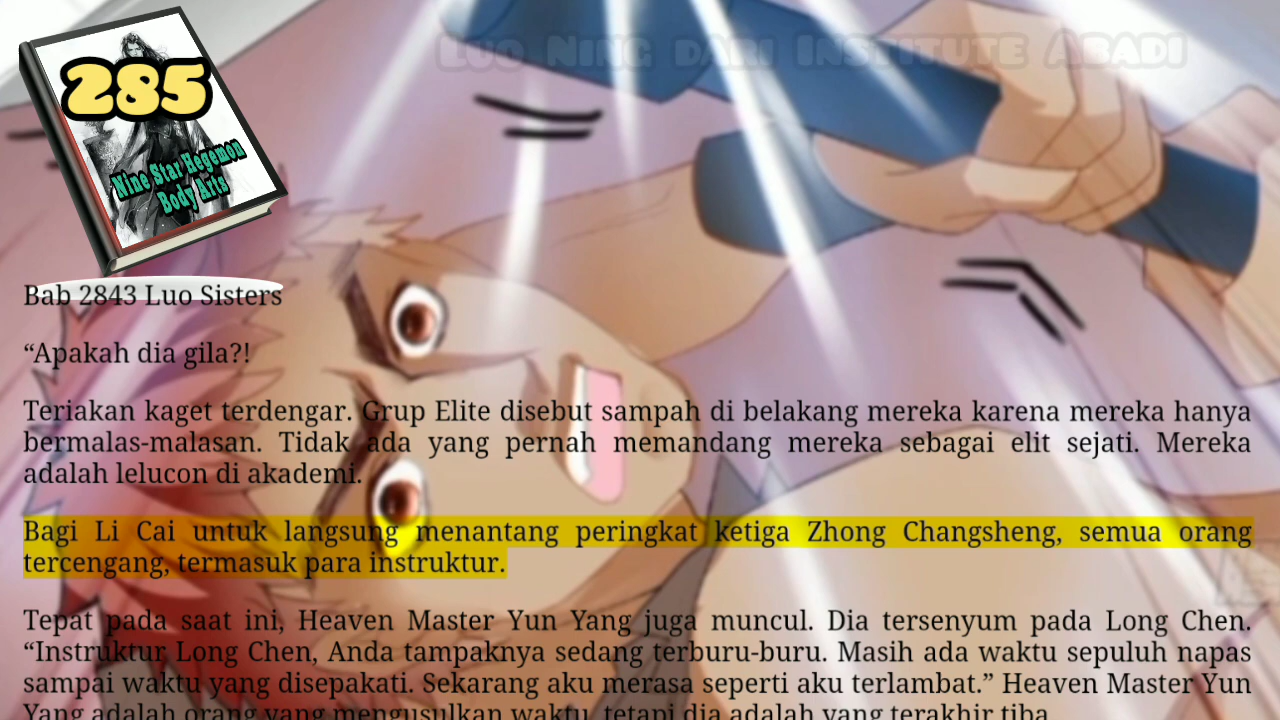 Luo Ning dari Institute Abadi
285
Nine Star Hegemon
Body Arts
Bab 2843 Luo Sisters
“Apakah dia gila?!
Teriakan kaget terdengar. Grup Elite disebut sampah di belakang mereka karena mereka hanya
bermalas-malasan. Tidak ada yang pernah memandang mereka sebagai elit sejati. Mereka
adalah lelucon di akademi.
Bagi Li Cai untuk langsung menantang peringkat ketiga Zhong Changsheng, semua orang
tercengang, termasuk para instruktur.
Tepat pada saat ini, Heaven Master Yun Yang juga muncul. Dia tersenyum pada Long Chen.
“Instruktur Long Chen, Anda tampaknya sedang terburu-buru. Masih ada waktu sepuluh napas
sampai waktu yang disepakati. Sekarang aku merasa seperti aku terlambat.” Heaven Master Yun
Yang adalah orang yang mengusulkan waktu, tetapi dia adalah yang terakhir tiba.